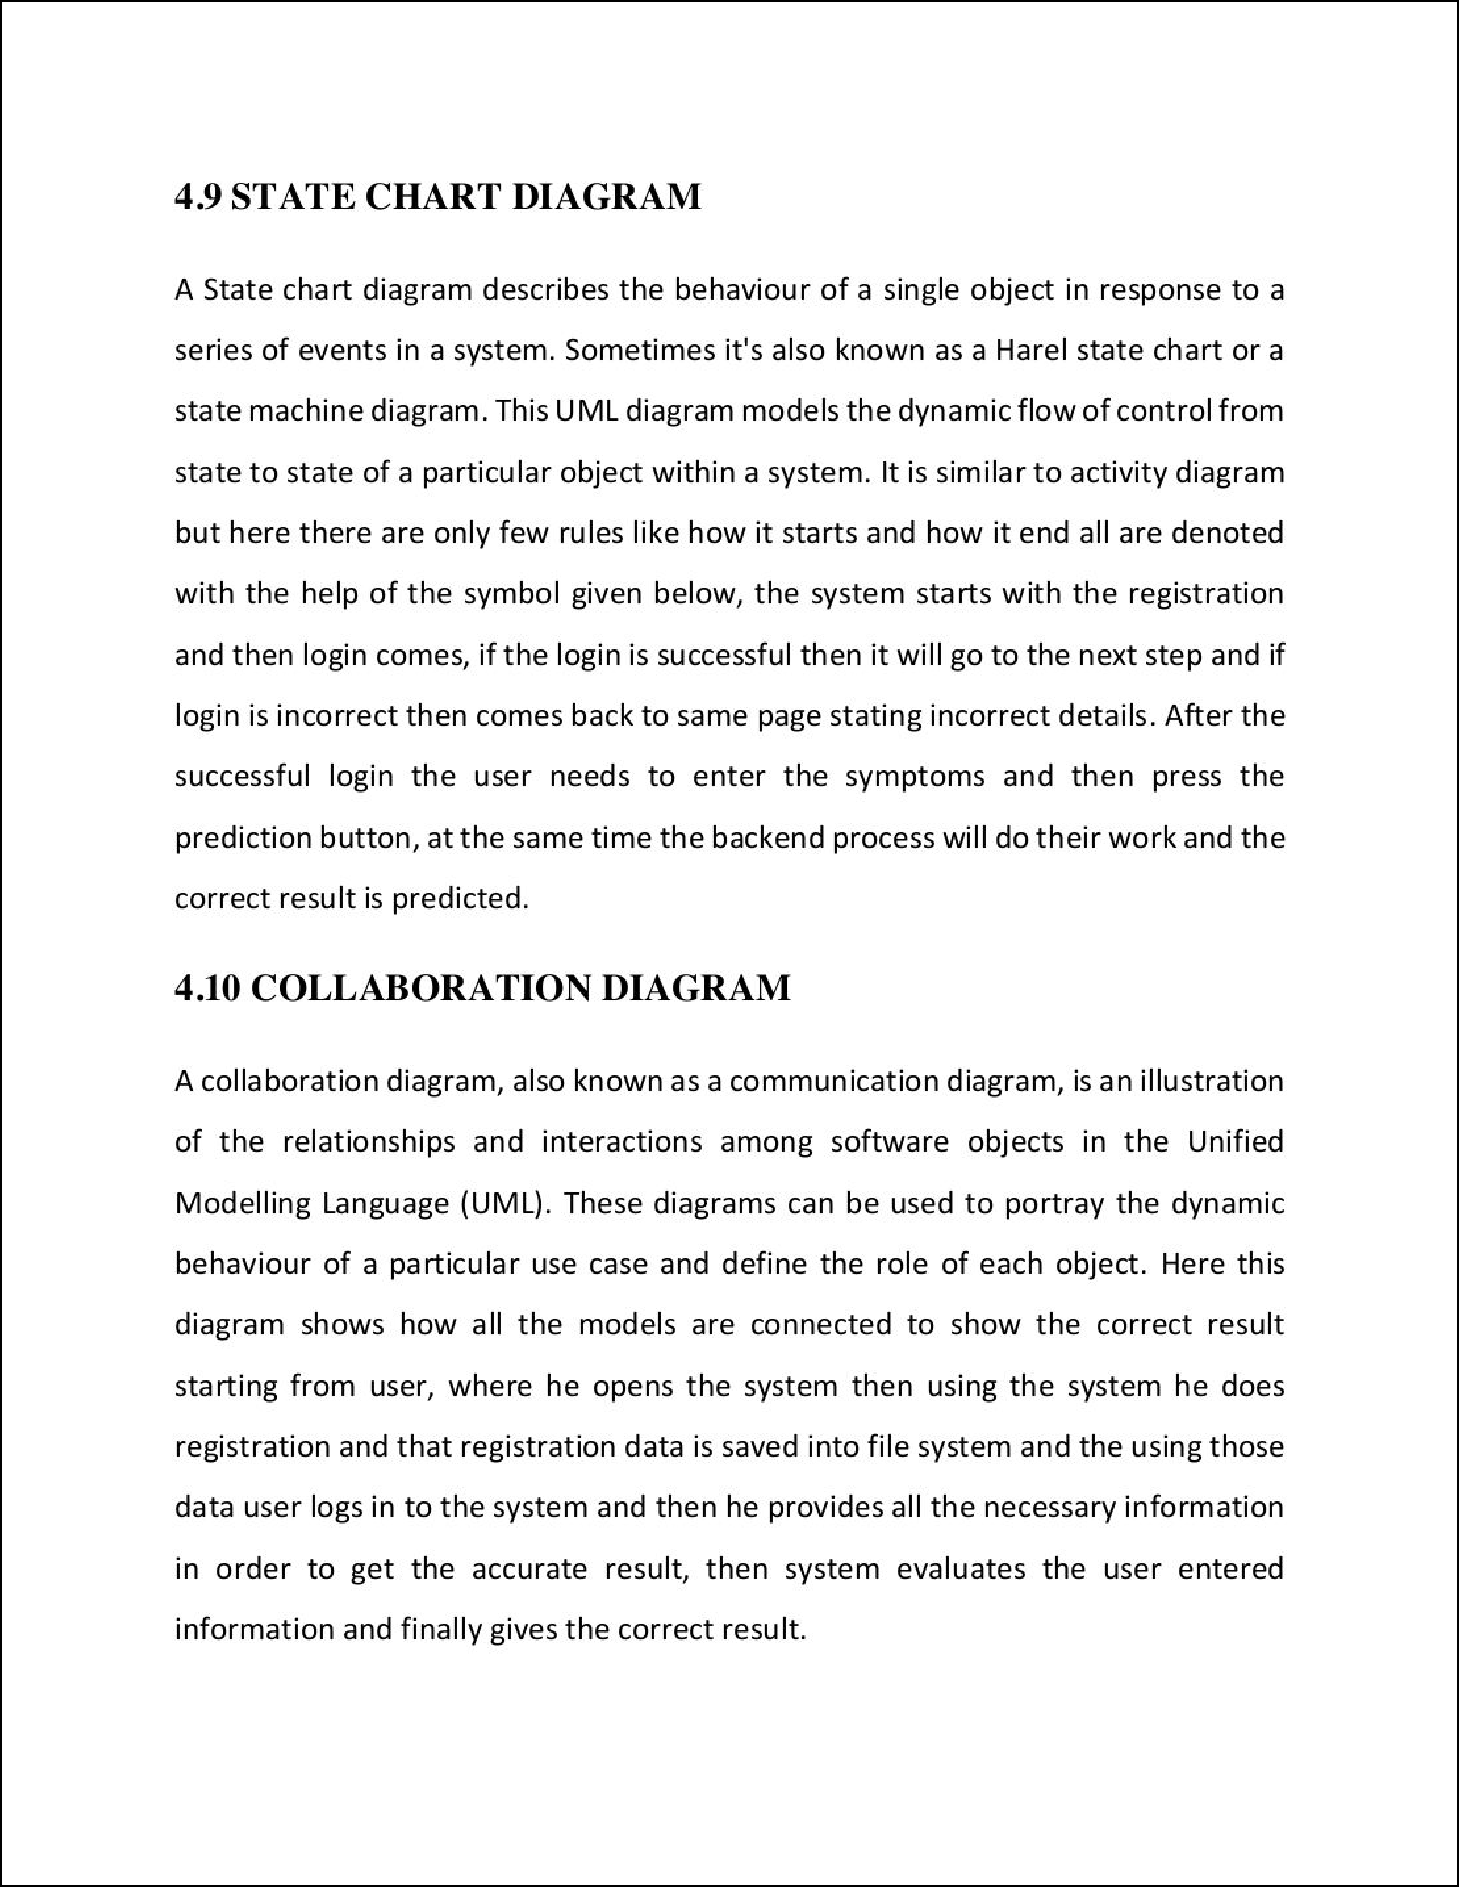 4.9 STATE CHART DIAGRAM
A State chart diagram describes the behaviour of a single object in response to a
series of events in a system. Sometimes it's also known as a Harel state chart or a
state machine diagram. This UML diagram models the dynamic flow of control from
state to state of a particular object within a system. It is similar to activity diagram
but here there are only few rules like how it starts and how it end all are denoted
with the help of the symbol given below, the system starts with the registration
and then login comes, if the login is successful then it will go to the next step and if
login is incorrect then comes back to same page stating incorrect details. After the
successful login the user needs to enter the symptoms and then press the
prediction button, at the same time the backend process will do their work and the
correct result is predicted.
4.10 COLLABORATION DIAGRAM
A collaboration diagram, also known as a communication diagram, is an illustration
of the relationships and interactions among software objects in the Unified
Modelling Language (UML). These diagrams can be used to portray the dynamic
behaviour of a particular use case and define the role of each object. Here this
diagram shows how all the models are connected to show the correct result
starting from user, where he opens the system then using the system he does
registration and that registration data is saved into file system and the using those
data user logs in to the system and then he provides all the necessary information
in order to get the accurate result, then system evaluates the user entered
information and finally gives the correct result.